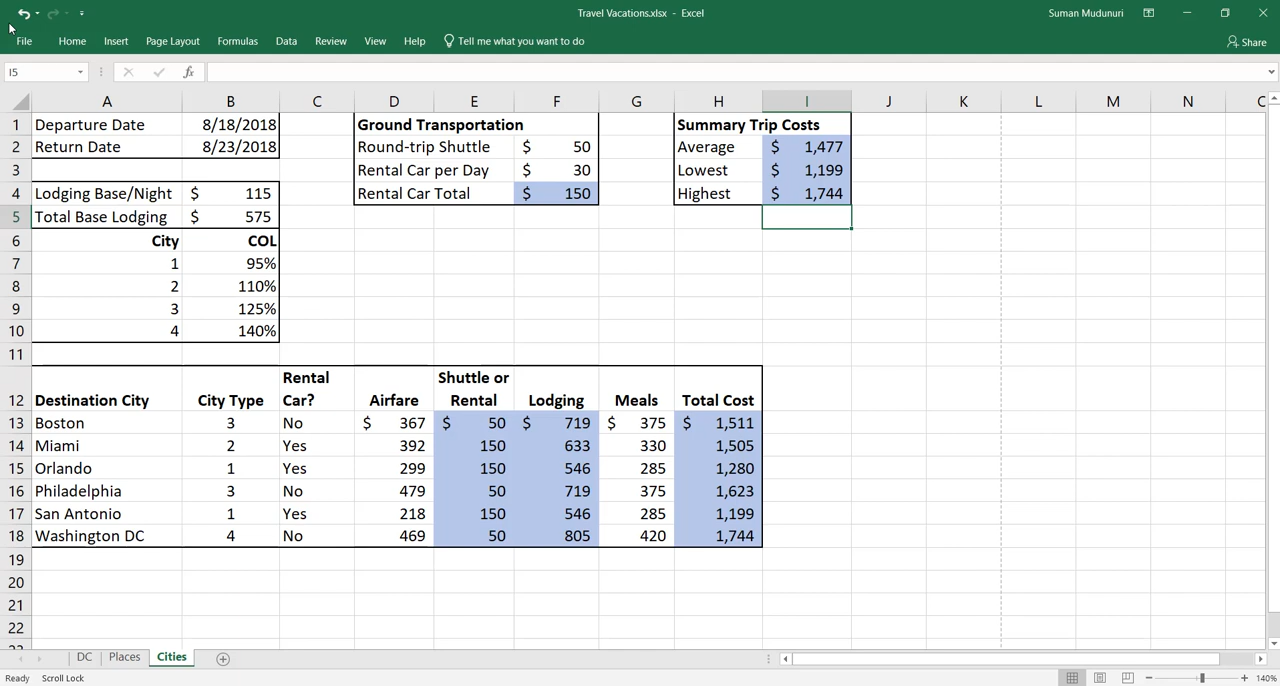 Travel Vacations.xlsx - Excel
Suman Mudunuri
File Home Insert Page Layout Formulas Data Review View Help Tell me what you want to do Share
I5 fx
A B C D E F G H I J K L M N
1 Departure Date 8/18/2018 Ground Transportation Summary Trip Costs
2 Return Date 8/23/2018 Round-trip Shuttle $ 50 Average $ 1,477
3 Rental Car per Day $ 30 Lowest $ 1,199
4 Lodging Base/Night $ 115 Rental Car Total $ 150 Highest $ 1,744
5 Total Base Lodging $ 575
6 City COL
7 1 95%
8 2 110%
9 3 125%
10 4 140%
11
Rental Shuttle or
12 Destination City City Type Car? Airfare Rental Lodging Meals Total Cost
13 Boston 3 No $ 367 $ 50 $ 719 $ 375 $ 1,511
14 Miami 2 Yes 392 150 633 330 1,505
15 Orlando 1 Yes 299 150 546 285 1,280
16 Philadelphia 3 No 479 50 719 375 1,623
17 San Antonio 1 Yes 218 150 546 285 1,199
18 Washington DC 4 No 469 50 805 420 1,744
19
20
21
22
DC Places Cities
Ready Scroll Lock 140%